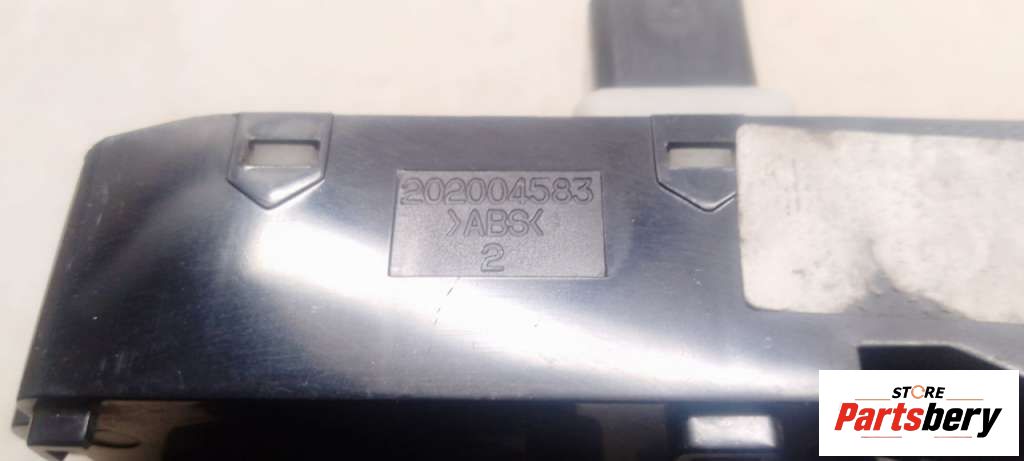 202004583
>ABS<
2
STORE
Partsbery